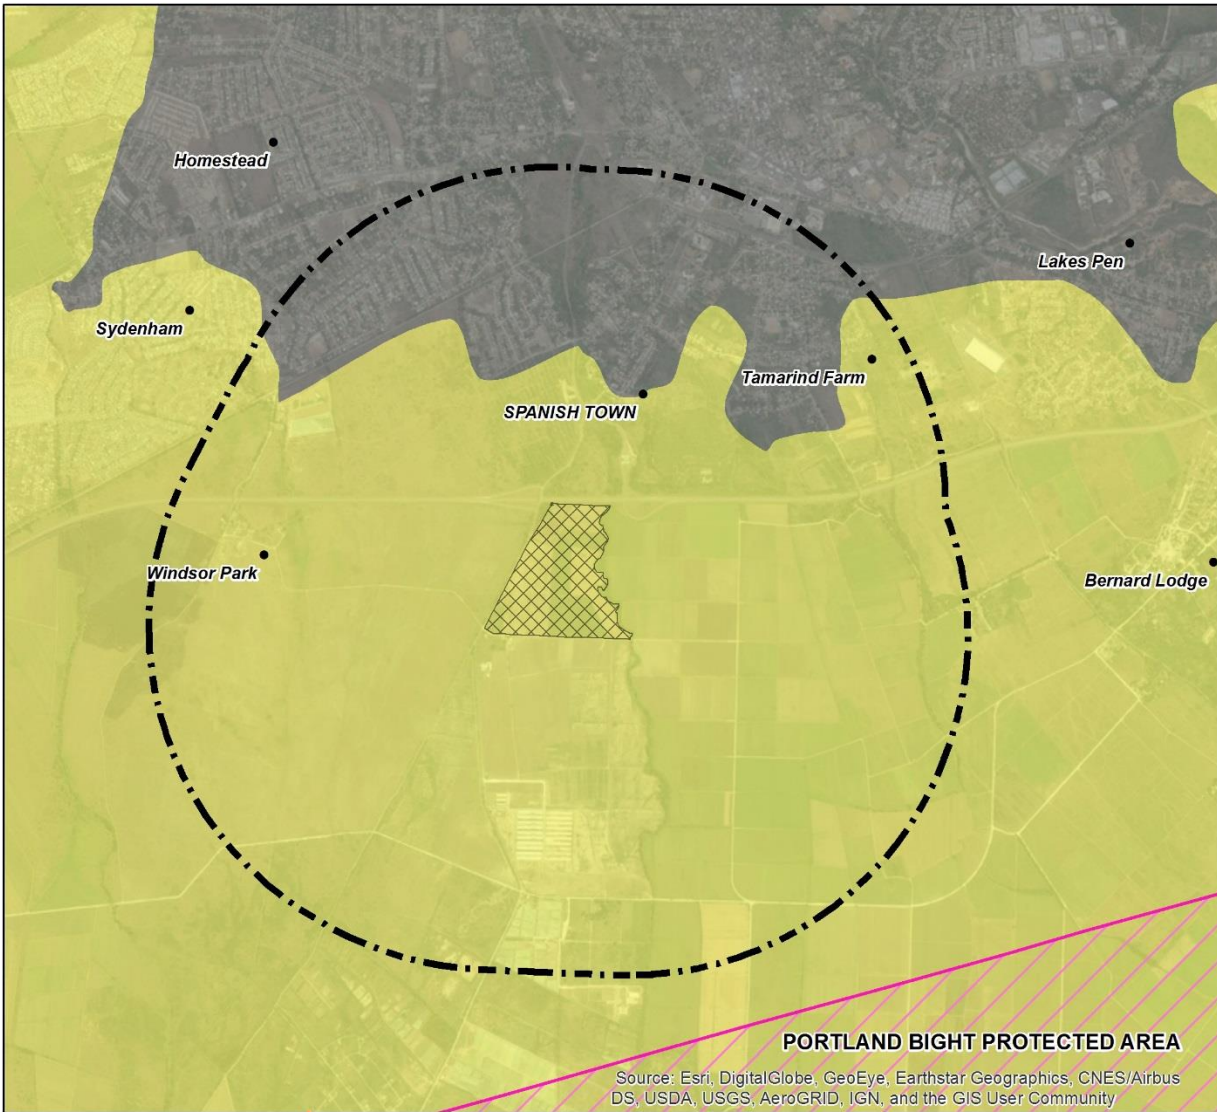 Homestead
Lakes Pen
Sydenham
Tamarind Farm
SPANISH TOWN
Windsor Park
Bernard Lodge
PORTLAND BIGHT PROTECTED AREA
Source: Esri, DigitalGlobe, GeoEye, Earthstar Geographics, CNES/Airbus
DS, USDA, USGS, AeroGRID, IGN, and the GIS User Community